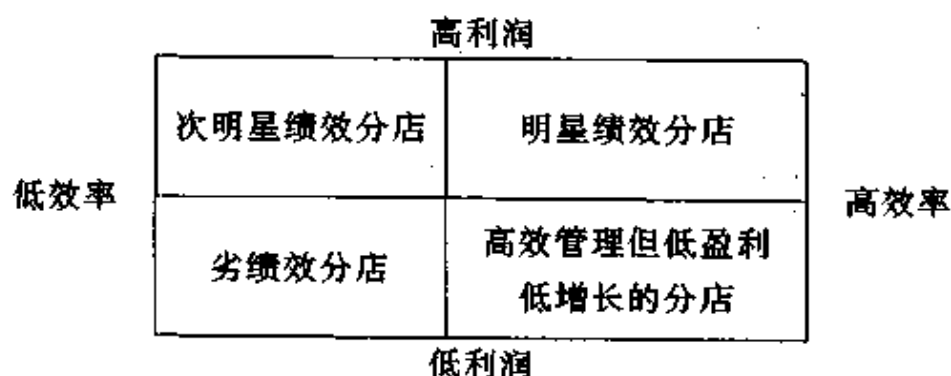 高利润
次明星绩效分店
明星绩效分店
低效率
高效率
劣绩效分店
高效管理但低盈利
低增长的分店
低利润